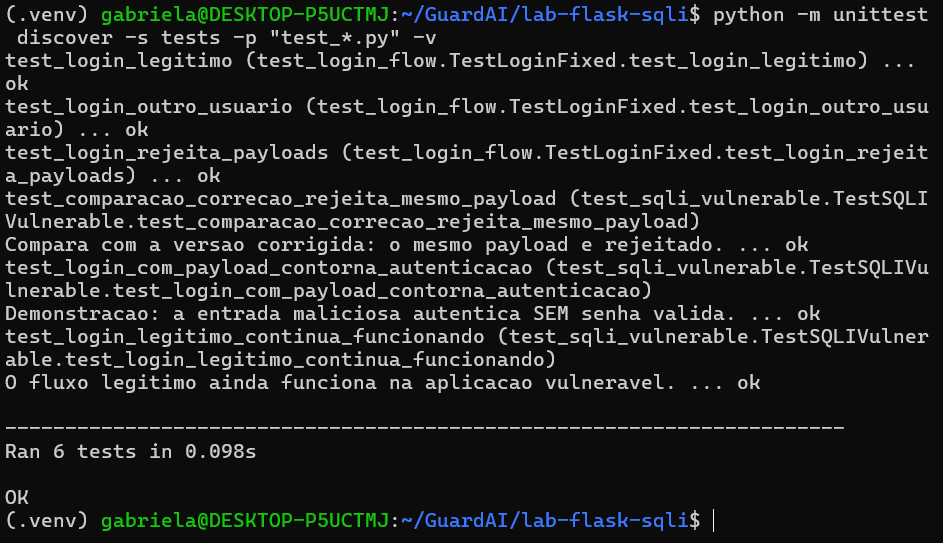 (.venv) gabriela@DESKTOP-P5UCTMJ:~/GuardAI/lab-flask-sqli$ python -m unittest
 discover -s tests -p "test_*.py" -v
test_login_legitimo (test_login_flow.TestLoginFixed.test_login_legitimo) ...
ok
test_login_outro_usuario (test_login_flow.TestLoginFixed.test_login_outro_usu
ario) ... ok
test_login_rejeita_payloads (test_login_flow.TestLoginFixed.test_login_rejeit
a_payloads) ... ok
test_comparacao_correcao_rejeita_mesmo_payload (test_sqli_vulnerable.TestSQLI
Vulnerable.test_comparacao_correcao_rejeita_mesmo_payload)
Compara com a versao corrigida: o mesmo payload e rejeitado. ... ok
test_login_com_payload_contorna_autenticacao (test_sqli_vulnerable.TestSQLIVu
lnerable.test_login_com_payload_contorna_autenticacao)
Demonstracao: a entrada maliciosa autentica SEM senha valida. ... ok
test_login_legitimo_continua_funcionando (test_sqli_vulnerable.TestSQLIVulner
able.test_login_legitimo_continua_funcionando)
O fluxo legitimo ainda funciona na aplicacao vulneravel. ... ok

----------------------------------------------------------------------
Ran 6 tests in 0.098s

OK
(.venv) gabriela@DESKTOP-P5UCTMJ:~/GuardAI/lab-flask-sqli$